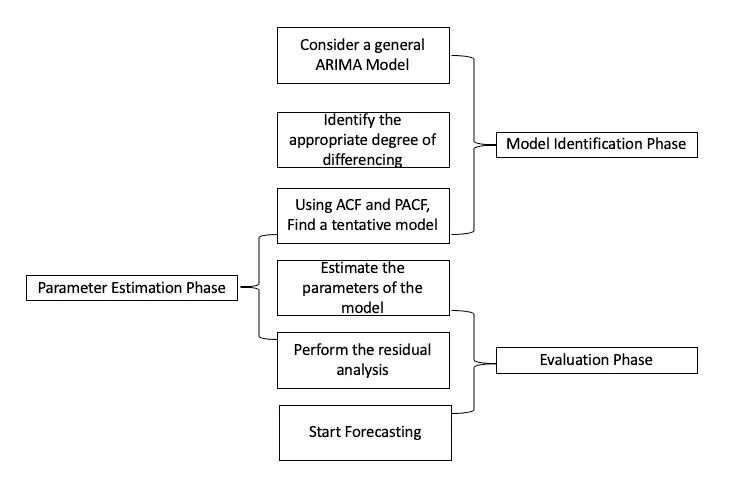 Consider a general
ARIMA Model
Identify the
appropriate degree of
differencing
Model Identification Phase
Using ACF and PACF,
Find a tentative model
Estimate the
parameters of the
model
Parameter Estimation Phase
Perform the residual
analysis
Evaluation Phase
Start Forecasting